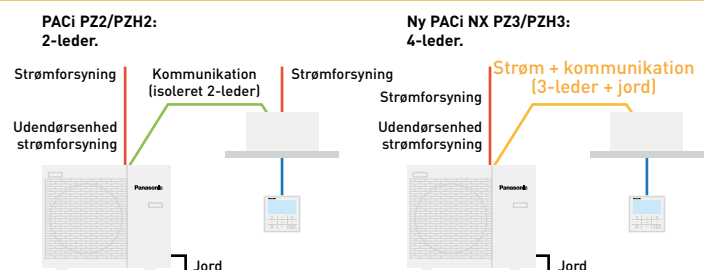 PACi PZ2/PZH2:
2-leder.
Strømforsyning
Kommunikation
(isoleret 2-leder)
Strømforsyning
Udendørsenhed
strømforsyning
Panasonic
Jord
Ny PACi NX PZ3/PZH3:
4-leder.
Strøm + kommunikation
(3-leder + jord)
Strømforsyning
Udendørsenhed
strømforsyning
Panasonic
Jord